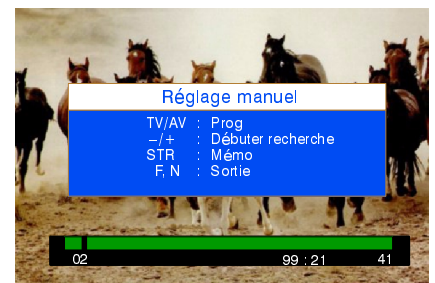 Réglage manuel
TV/AV : Prog
–/+ : Débuter recherche
STR : Mémo
F, N : Sortie
02 99 : 21 41